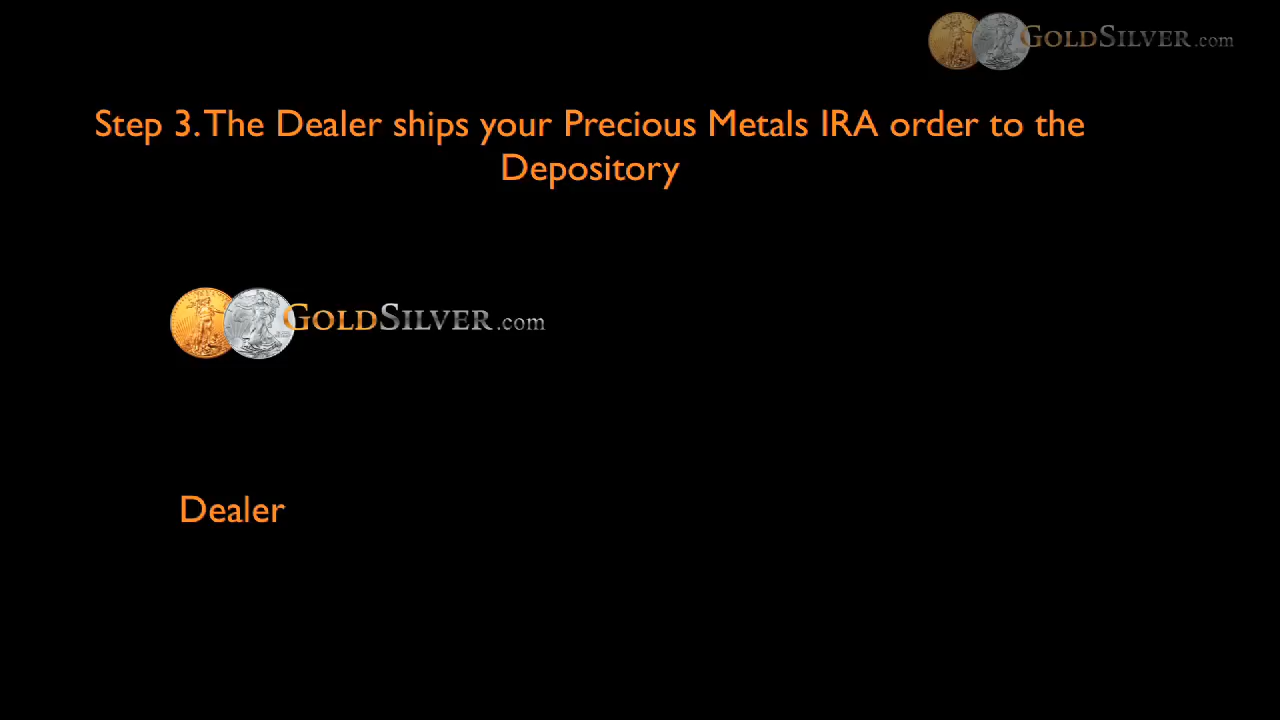 GOLDSILVER.com
Step 3. The Dealer ships your Precious Metals IRA order to the
Depository
GOLDSILVER.com
Dealer